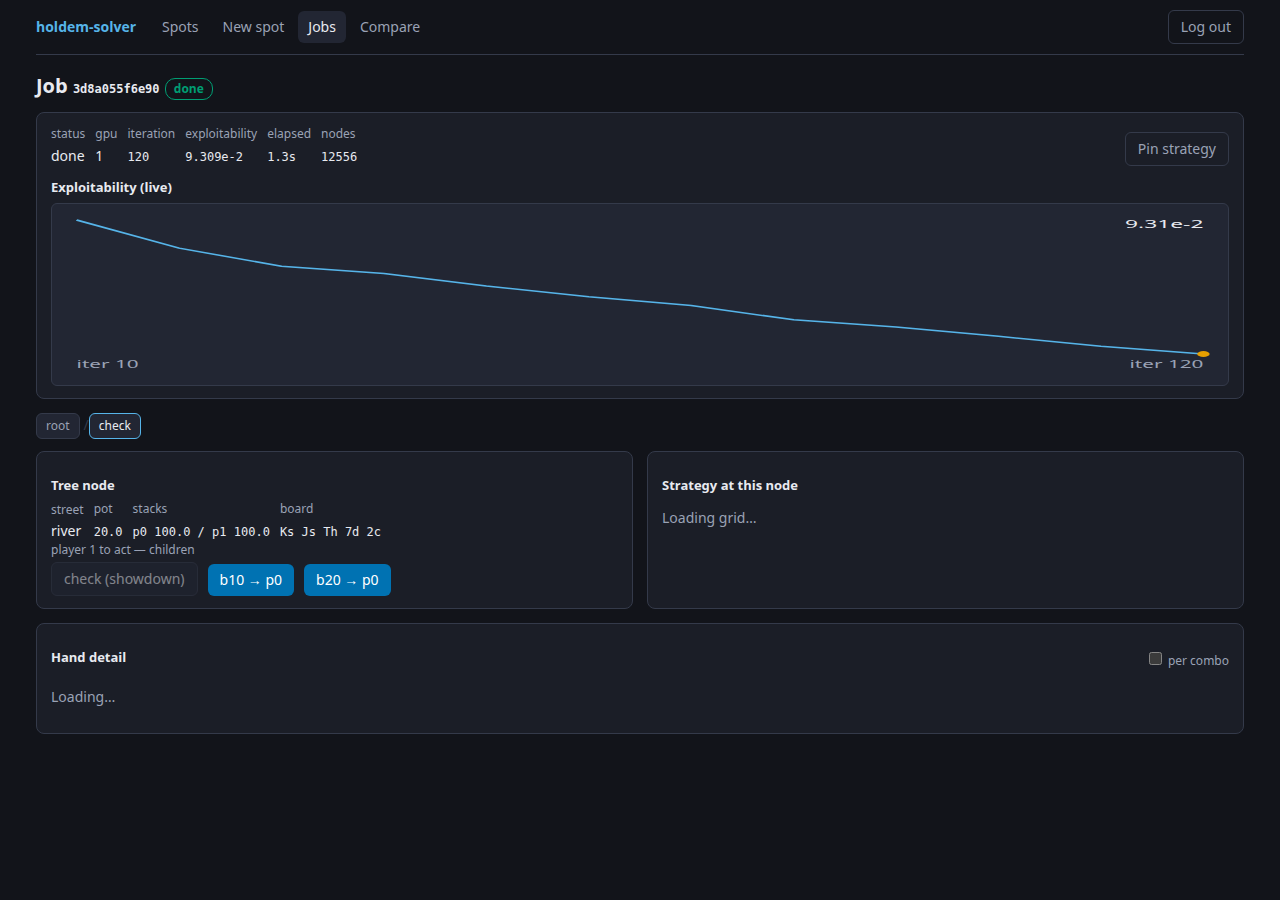 holdem-solver Spots New spot Jobs Compare Log out
Job 3d8a055f6e90 done
status gpu iteration exploitability elapsed nodes
done 1 120 9.309e-2 1.3s 12556
Pin strategy
Exploitability (live)
9.31e-2
iter 10 iter 120
root / check
Tree node
street pot stacks board
river 20.0 p0 100.0 / p1 100.0 Ks Js Th 7d 2c
player 1 to act — children
check (showdown) b10 → p0 b20 → p0
Strategy at this node
Loading grid...
Hand detail per combo
Loading...